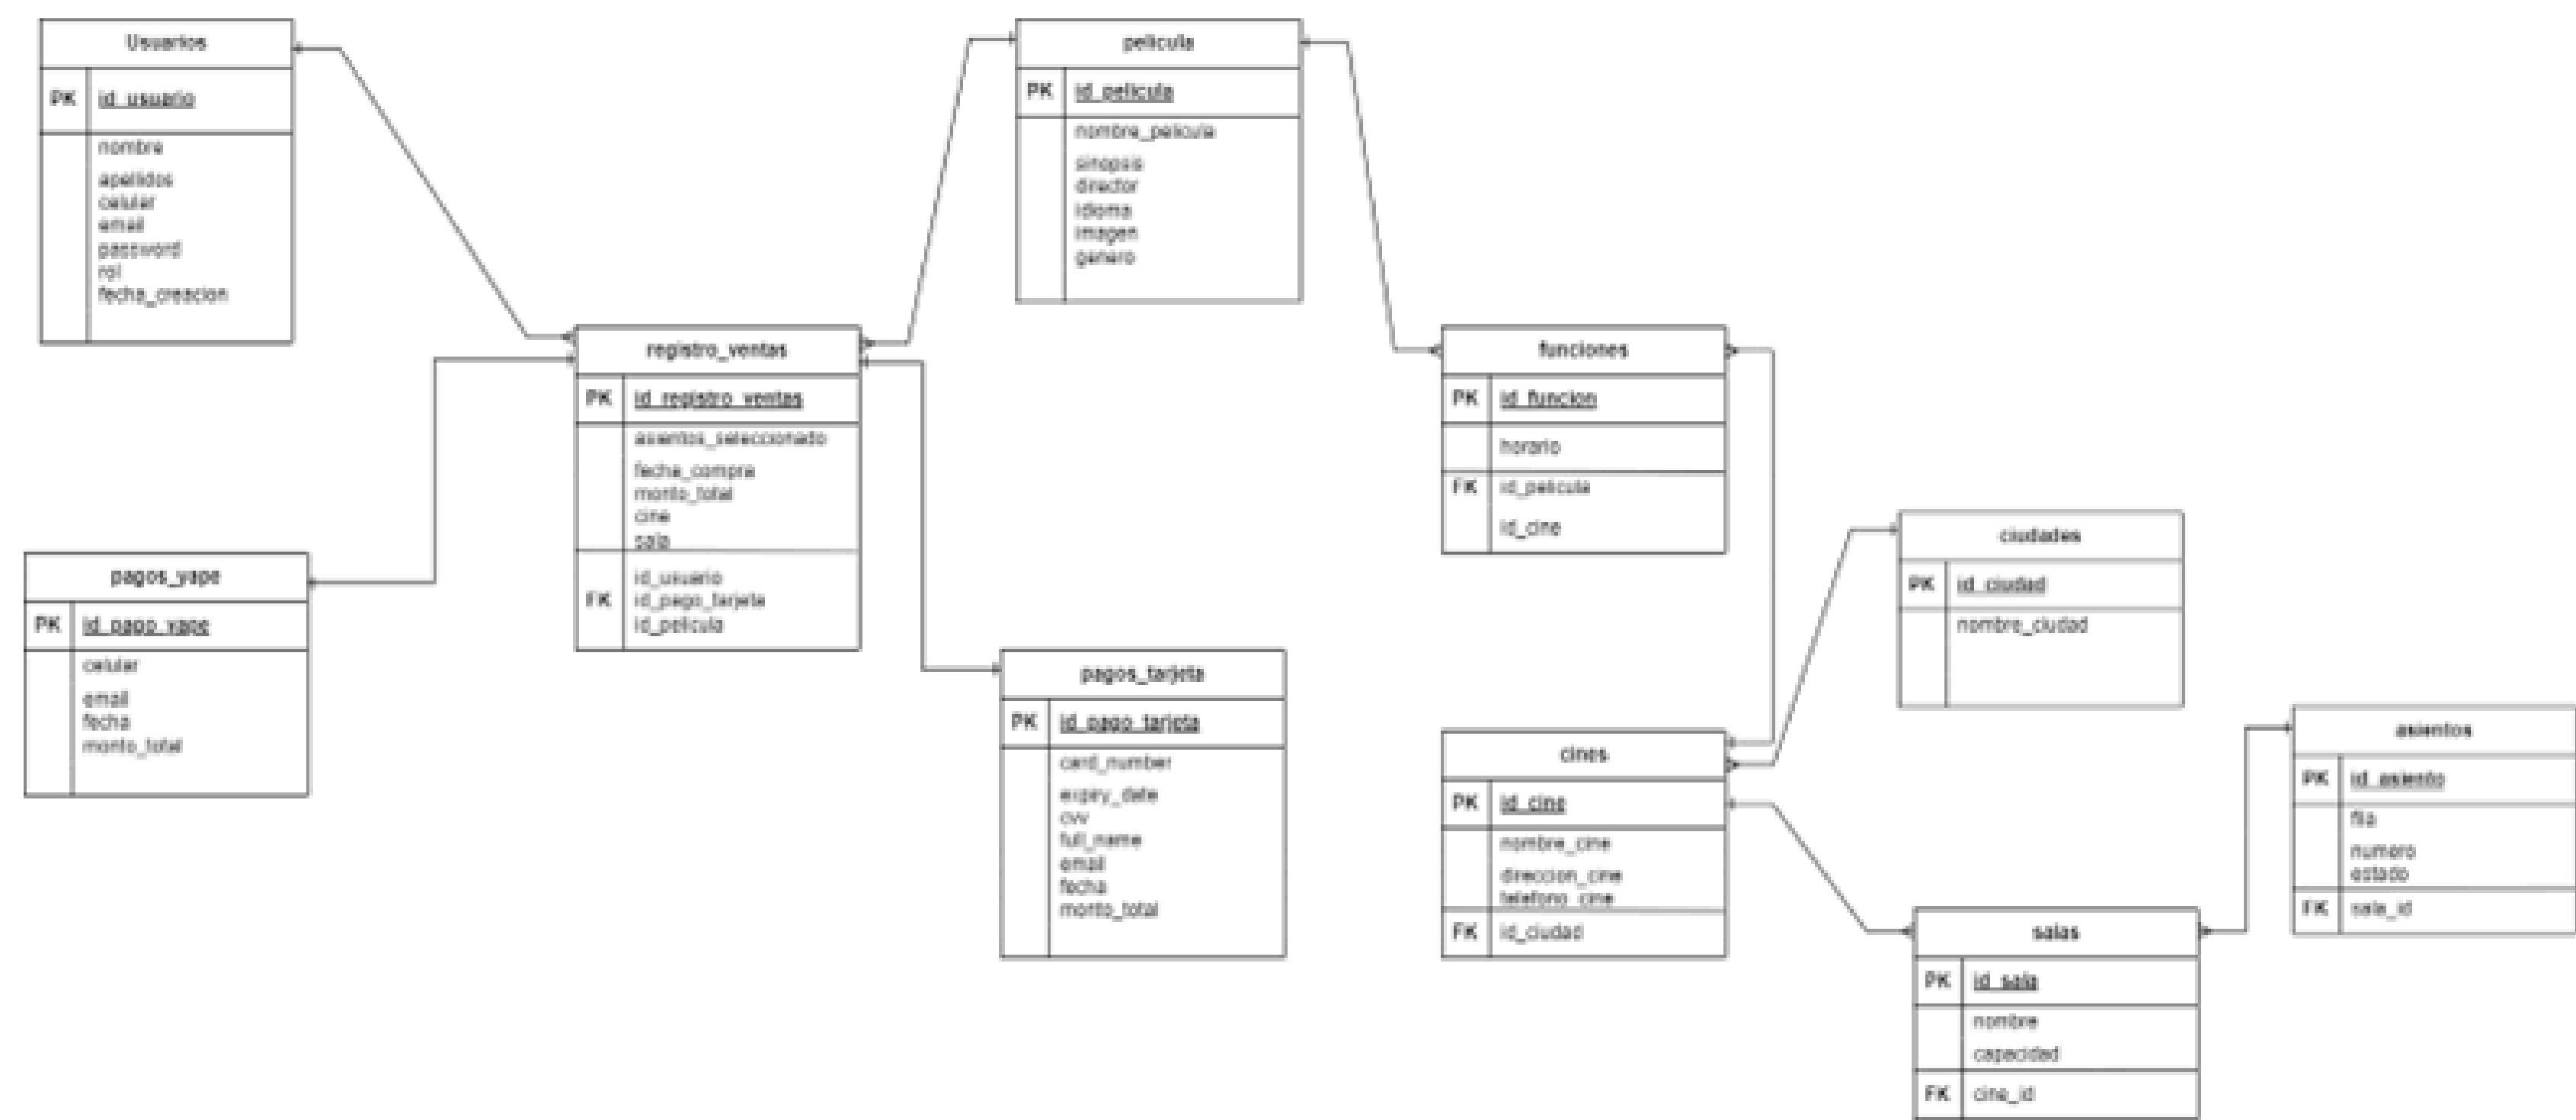 Usuarios
PK id_usuario
nombre
apellidos
celular
email
password
rol
fecha_creacion
pelicula
PK id_pelicula
nombre_pelicula
sinopsis
director
idioma
imagen
genero
registro_ventas
PK id_registro_ventas
asientos_seleccionado
fecha_compra
monto_total
cine
sala
FK id_usuario
id_pago_tarjeta
id_pelicula
funciones
PK id_funcion
horario
FK id_pelicula
id_cine
pagos_yape
PK id_pago_yape
celular
email
fecha
monto_total
pagos_tarjeta
PK id_pago_tarjeta
card_number
expiry_date
cvv
full_name
email
fecha
monto_total
ciudades
PK id_ciudad
nombre_ciudad
cines
PK id_cine
nombre_cine
direccion_cine
telefono_cine
FK id_ciudad
asientos
PK id_asiento
fila
numero
estado
FK sala_id
salas
PK id_sala
nombre
capacidad
FK cine_id